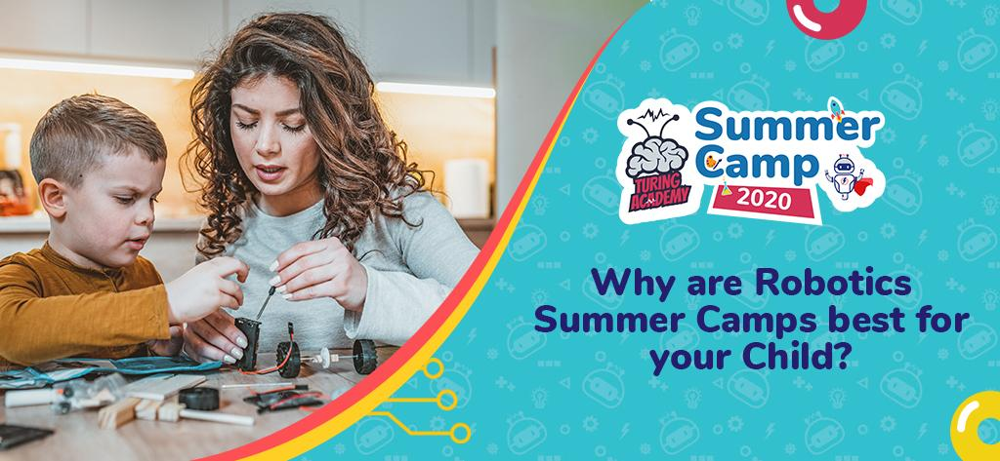 TURING
ACADEMY
Summer
Camp
2020
Why are Robotics
Summer Camps best for
your Child?